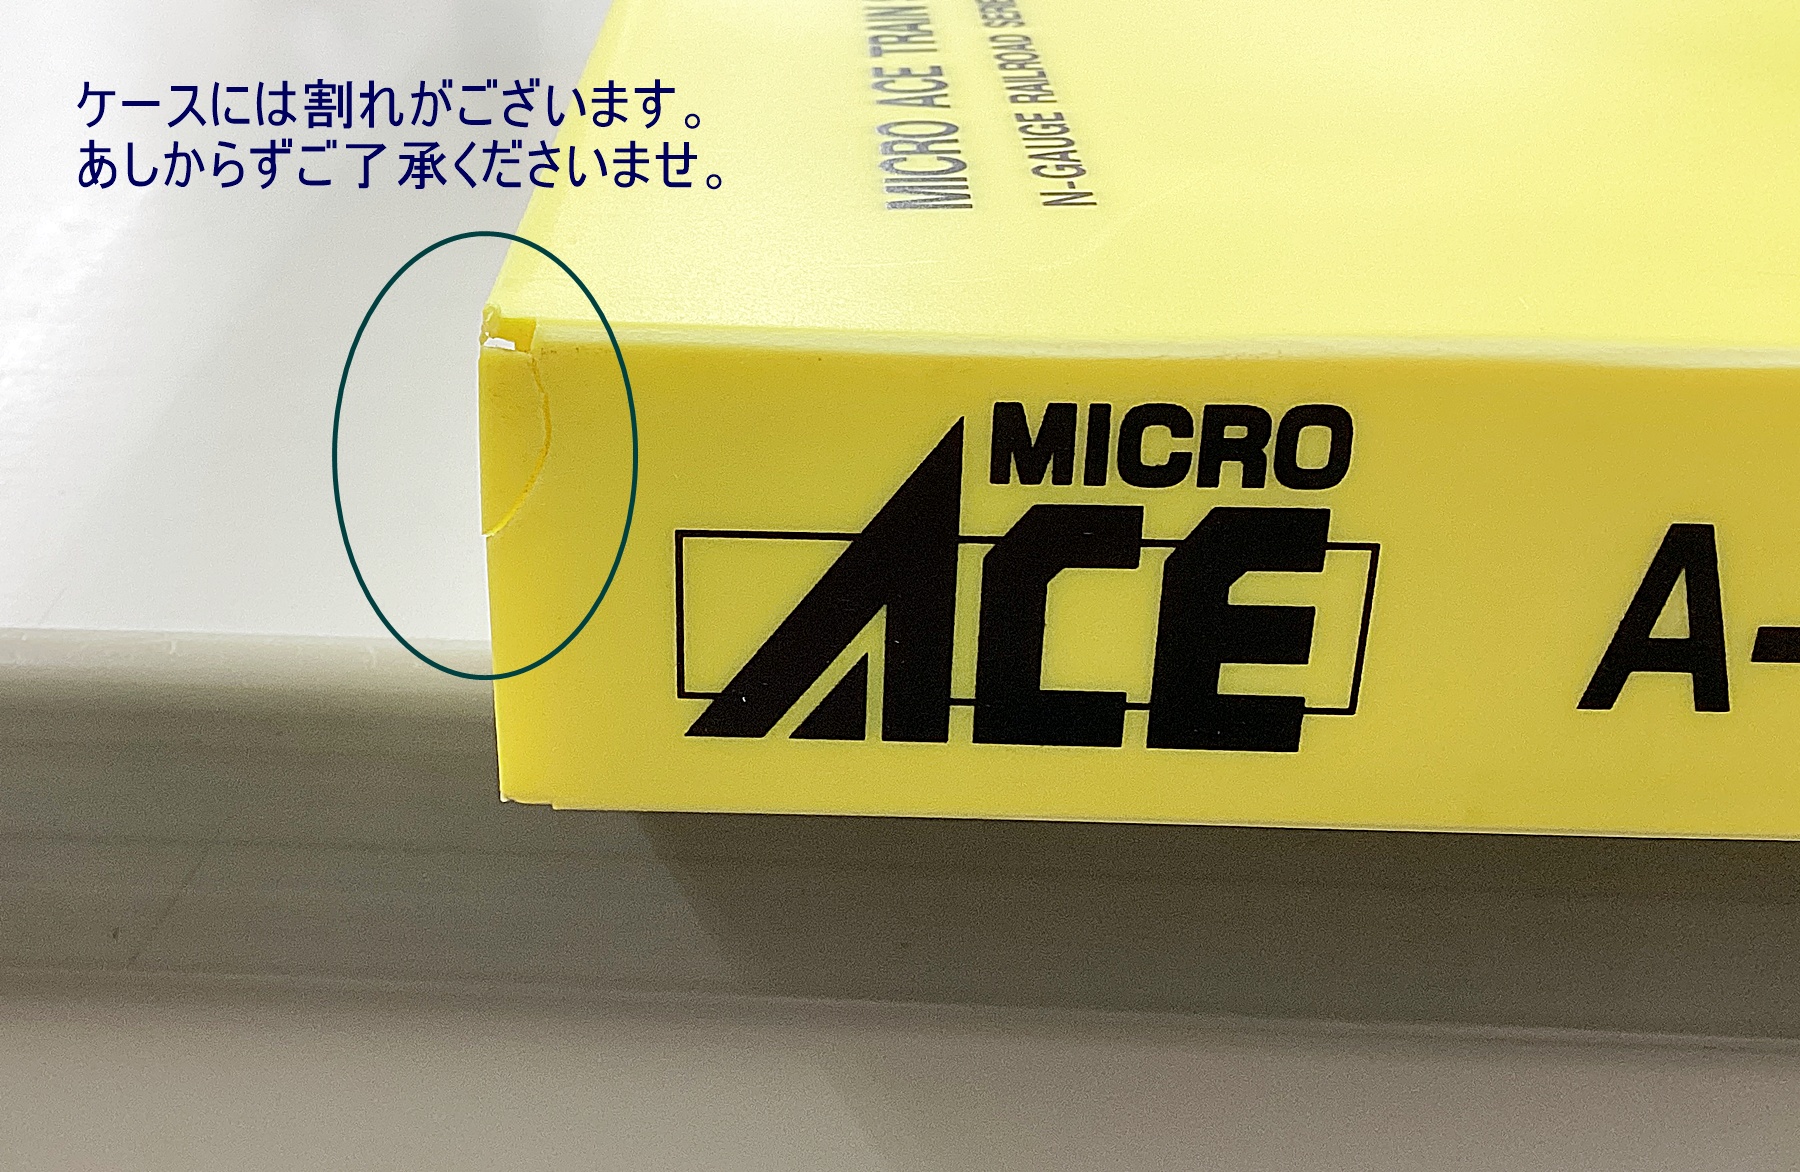 ケースには割れがございます。
あしからずご了承くださいませ。
MICRO ACE TRAIN
N-GAUGE RAILROAD
MICRO
ACE
A-